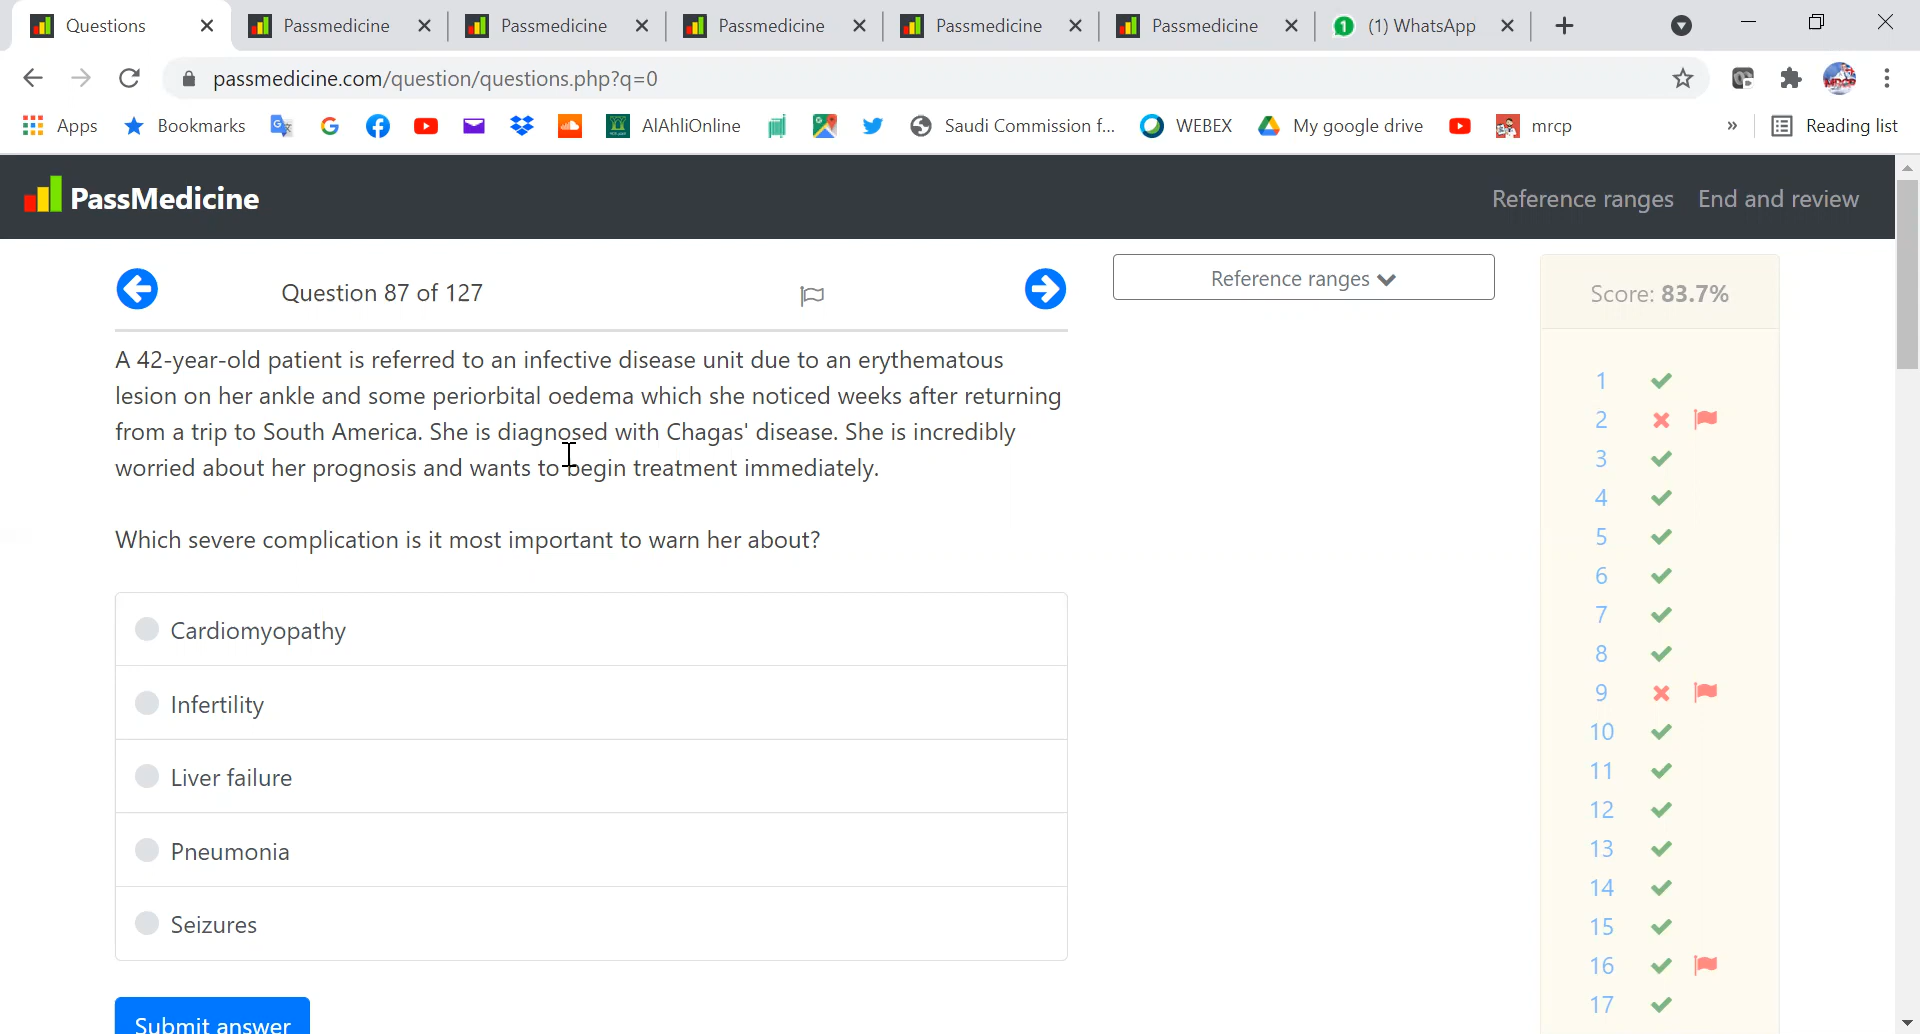 Questions
Passmedicine
Passmedicine
Passmedicine
Passmedicine
Passmedicine
1
(1) WhatsApp
passmedicine.com/question/questions.php?q=0
Apps
Bookmarks
AlAhliOnline
Saudi Commission f...
WEBEX
My google drive
mrcp
»
Reading list
PassMedicine
Reference ranges
End and review
Question 87 of 127
Reference ranges
Score: 83.7%
A 42-year-old patient is referred to an infective disease unit due to an erythematous
lesion on her ankle and some periorbital oedema which she noticed weeks after returning
from a trip to South America. She is diagnosed with Chagas' disease. She is incredibly
worried about her prognosis and wants to begin treatment immediately.
Which severe complication is it most important to warn her about?
Cardiomyopathy
Infertility
Liver failure
Pneumonia
Seizures
Submit answer
1
2
3
4
5
6
7
8
9
10
11
12
13
14
15
16
17